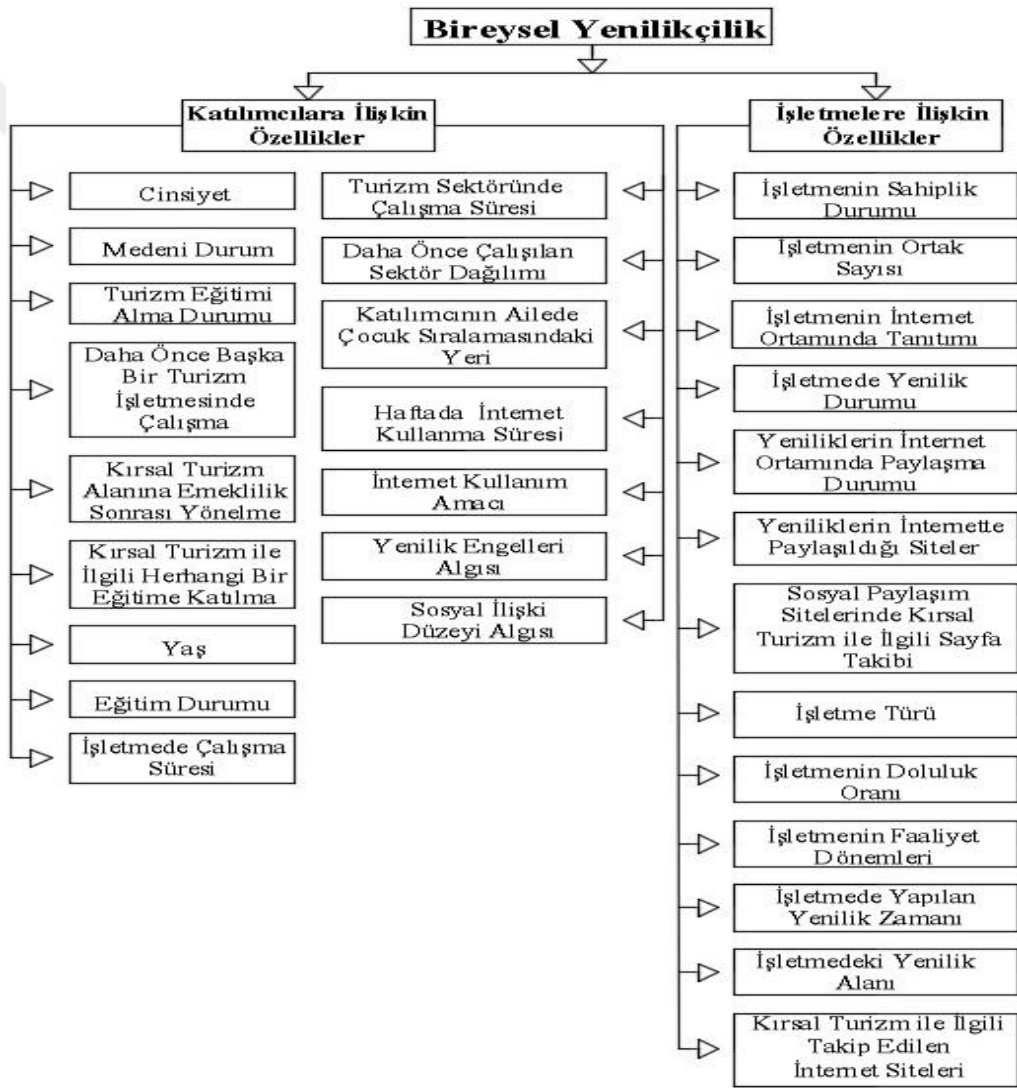 Bireysel Yenilikçilik
Katılımcılara İlişkin
Özellikler
Cinsiyet
Medeni Durum
Turizm Eğitimi
Alma Durumu
Daha Önce Başka
Bir Turizm
İşletmesinde
Çalışma
Kırsal Turizm
Alanına Emeklilik
Sonrası Yönelme
Kırsal Turizm ile
İlgili Herhangi Bir
Eğitime Katılma
Yaş
Eğitim Durumu
İşletmede Çalışma
Süresi
Turizm Sektöründe
Çalışma Süresi
Daha Önce Çalışılan
Sektör Dağılımı
Katılımcının Ailede
Çocuk Sıralamasındaki
Yeri
Haftada İnternet
Kullanma Süresi
İnternet Kullanım
Amacı
Yenilik Engelleri
Algısı
Sosyal İlişki
Düzeyi Algısı
İşletmelere İlişkin
Özellikler
İşletmenin Sahiplik
Durumu
İşletmenin Ortak
Sayısı
İşletmenin İnternet
Ortamında Tanıtımı
İşletmede Yenilik
Durumu
Yeniliklerin İnternet
Ortamında Paylaşma
Durumu
Yeniliklerin İnternette
Paylaşıldığı Siteler
Sosyal Paylaşım
Sitelerinde Kırsal
Turizm ile İlgili Sayfa
Takibi
İşletme Türü
İşletmenin Doluluk
Oranı
İşletmenin Faaliyet
Dönemleri
İşletmede Yapılan
Yenilik Zamanı
İşletmedeki Yenilik
Alanı
Kırsal Turizm ile İlgili
Takip Edilen
İnternet Siteleri